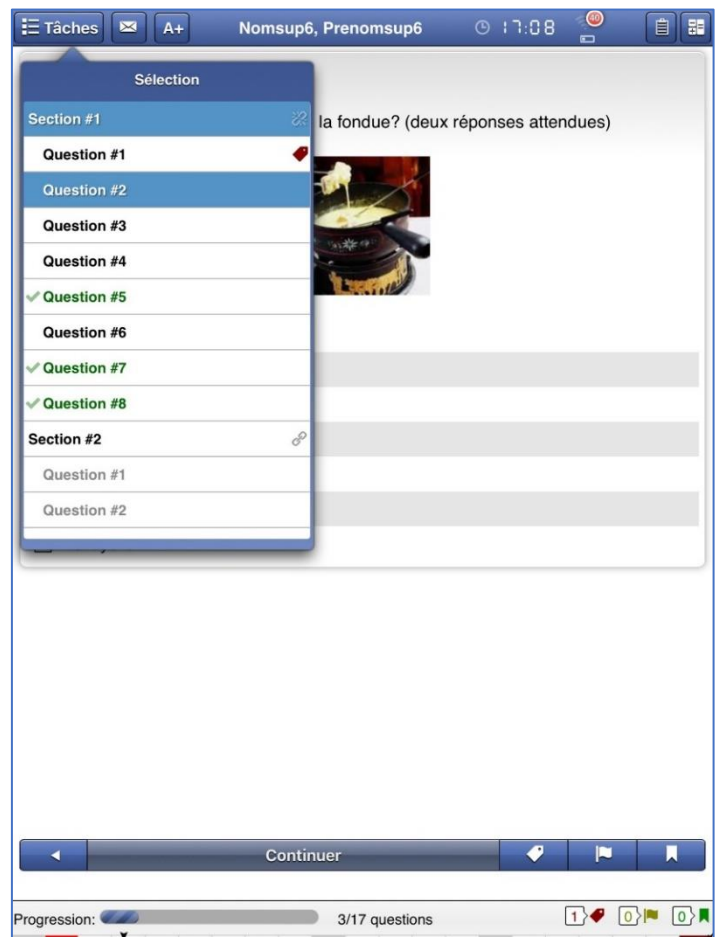 Tâches A+ Nomsup6, Prenomsup6 17:08 40
Sélection
Section #1
la fondue? (deux réponses attendues)
Question #1
Question #2
Question #3
Question #4
Question #5
Question #6
Question #7
Question #8
Section #2
Question #1
Question #2
Continuer
Progression: 3/17 questions 1 0 0